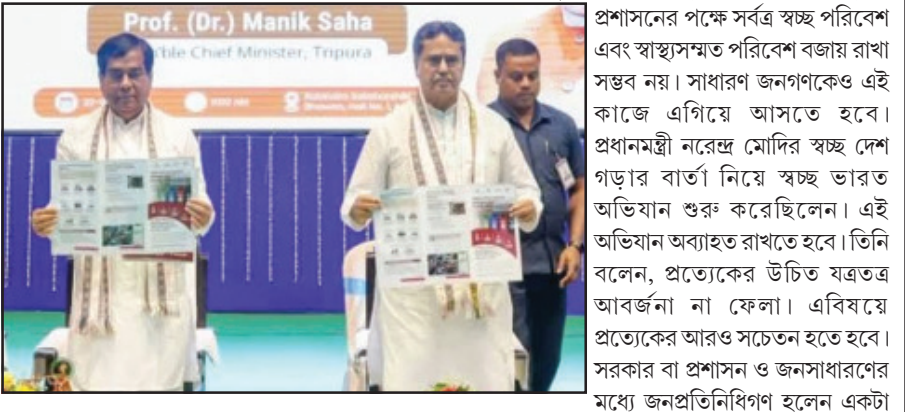 Prof. (Dr.) Manik Saha
Chief Minister, Tripura
প্রশাসনের পক্ষে সর্বত্র স্বচ্ছ পরিবেশ
এবং স্বাস্থ্যসম্মত পরিবেশ বজায় রাখা
সম্ভব নয়। সাধারণ জনগণকেও এই
কাজে এগিয়ে আসতে হবে।
প্রধানমন্ত্রী নরেন্দ্র মোদির স্বচ্ছ দেশ
গড়ার বার্তা নিয়ে স্বচ্ছ ভারত
অভিযান শুরু করেছিলেন। এই
অভিযান অব্যাহত রাখতে হবে। তিনি
বলেন, প্রত্যেকের উচিত যত্রতত্র
আবর্জনা না ফেলা। এবিষয়ে
প্রত্যেকের আরও সচেতন হতে হবে।
সরকার বা প্রশাসন ও জনসাধারণের
মধ্যে জনপ্রতিনিধিগণ হলেন একটা